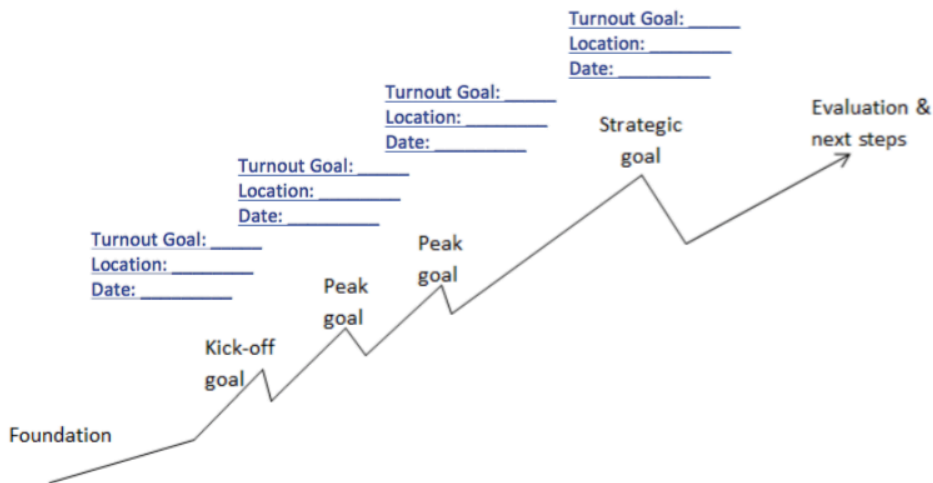 Turnout Goal: _____
Location: ________
Date: _________
Turnout Goal: _____
Location: ________
Date: _________
Evaluation &
next steps
Strategic
goal
Turnout Goal: _____
Location: ________
Date: _________
Turnout Goal: _____
Location: ________
Date: _________
Peak
goal
Peak
goal
Kick-off
goal
Foundation